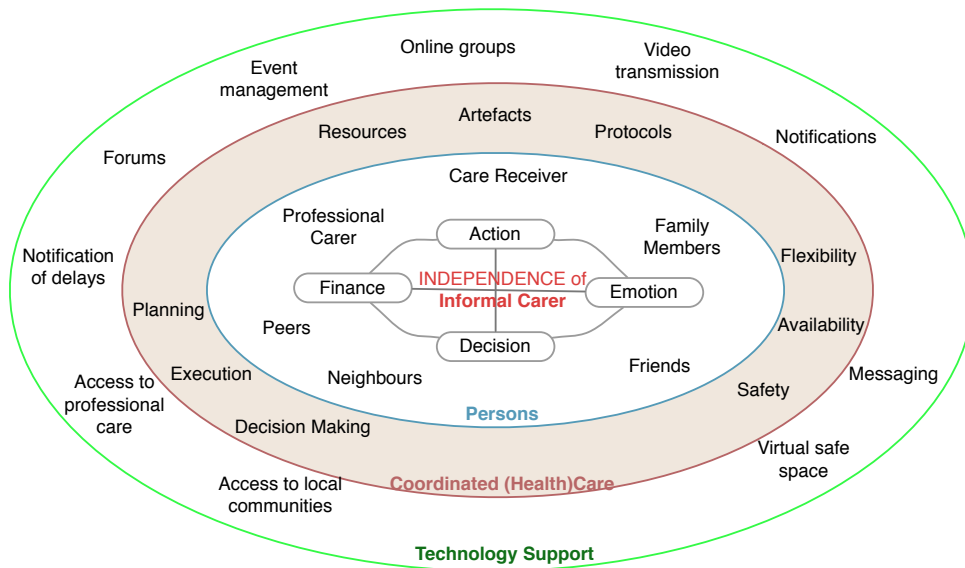 Online groups
Video
transmission
Event
management
Artefacts
Resources
Protocols
Notifications
Forums
Care Receiver
Professional
Carer
Family
Members
Action
Notification
of delays
Flexibility
INDEPENDENCE of
Informal Carer
Finance
Emotion
Planning
Availability
Peers
Decision
Friends
Neighbours
Execution
Messaging
Safety
Access to
professional
care
Persons
Decision Making
Virtual safe
space
Access to local
communities
Coordinated (Health)Care
Technology Support